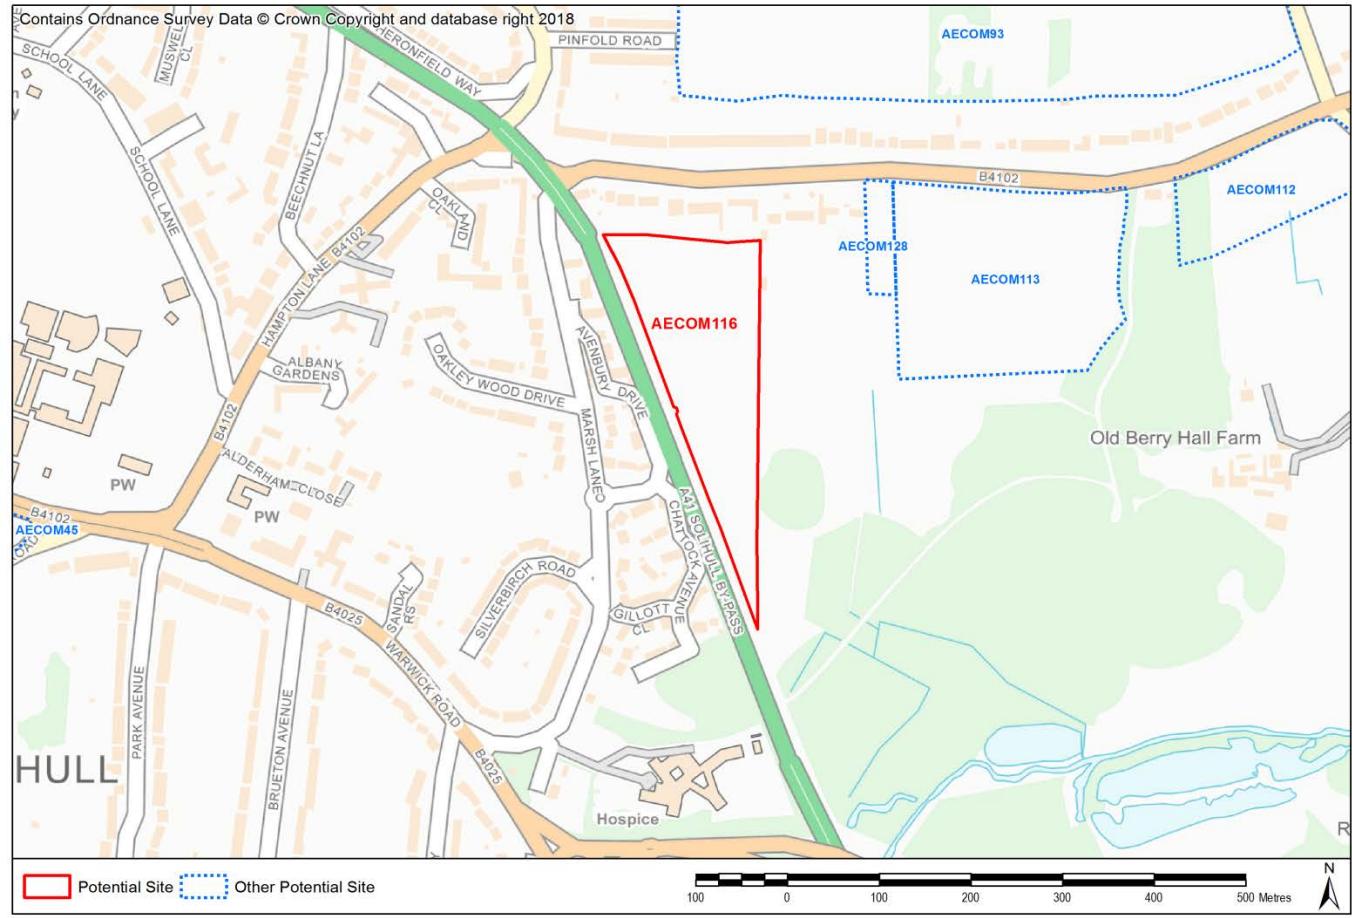 Contains Ordnance Survey Data © Crown Copyright and database right 2018
AECOM93
HERONFIELD WAY
PINFOLD ROAD
MUSWELL
CL
SCHOOL LANE
SCHOOL LANE
BEECHNUT LA
B4102
OAKLAND
CL
AECOM112
AECOM128
AECOM113
HAMPTON LANE
B4102
AECOM116
AVENBURY DRIVE
ALBANY
GARDENS
OAKLEY WOOD DRIVE
MARSH LANE
B4102
Old Berry Hall Farm
ALDERHAM CLOSE
PW
PW
B4102
AECOM45
A41 SOLIHULL BY-PASS
CHATTOCK AVENUE
SILVERBIRCH ROAD
SANDAL
RS
GILLOTT
CL
B4025
WARWICK ROAD
PARK AVENUE
BRUETON AVENUE
B4025
HULL
Hospice
R
Potential Site
Other Potential Site
100 0 100 200 300 400 500 Metres
N